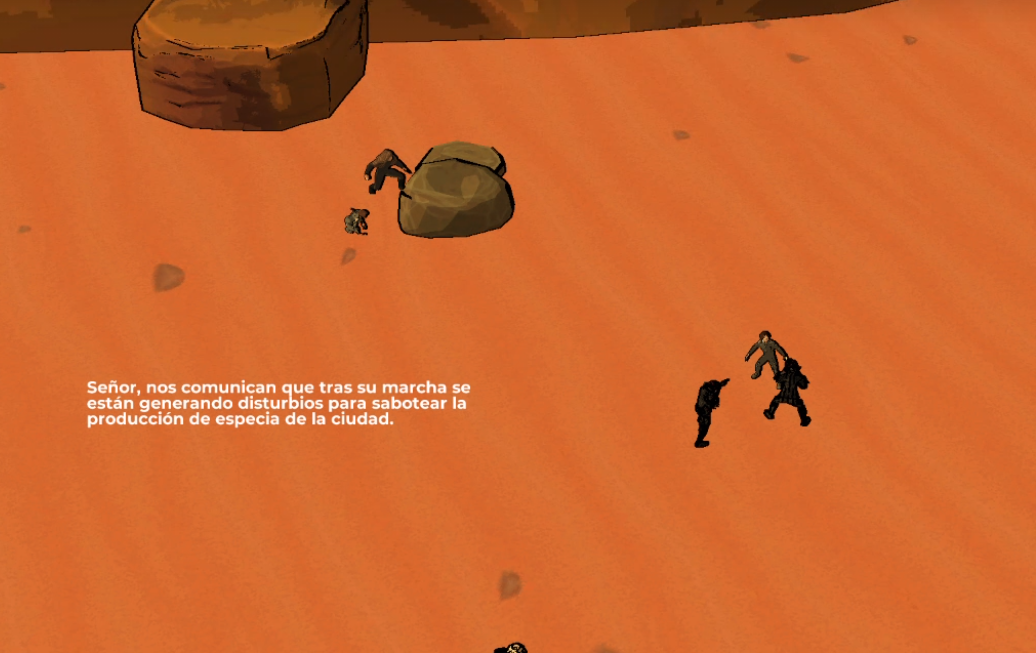 Señor, nos comunican que tras su marcha se
están generando disturbios para sabotear la
producción de especia de la ciudad.